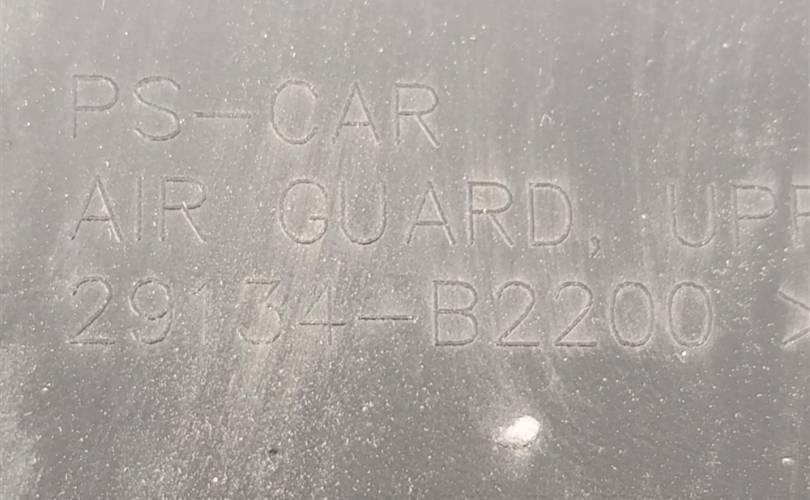 PS-CAR
AIR GUARD, UPP
29134-B2200 >